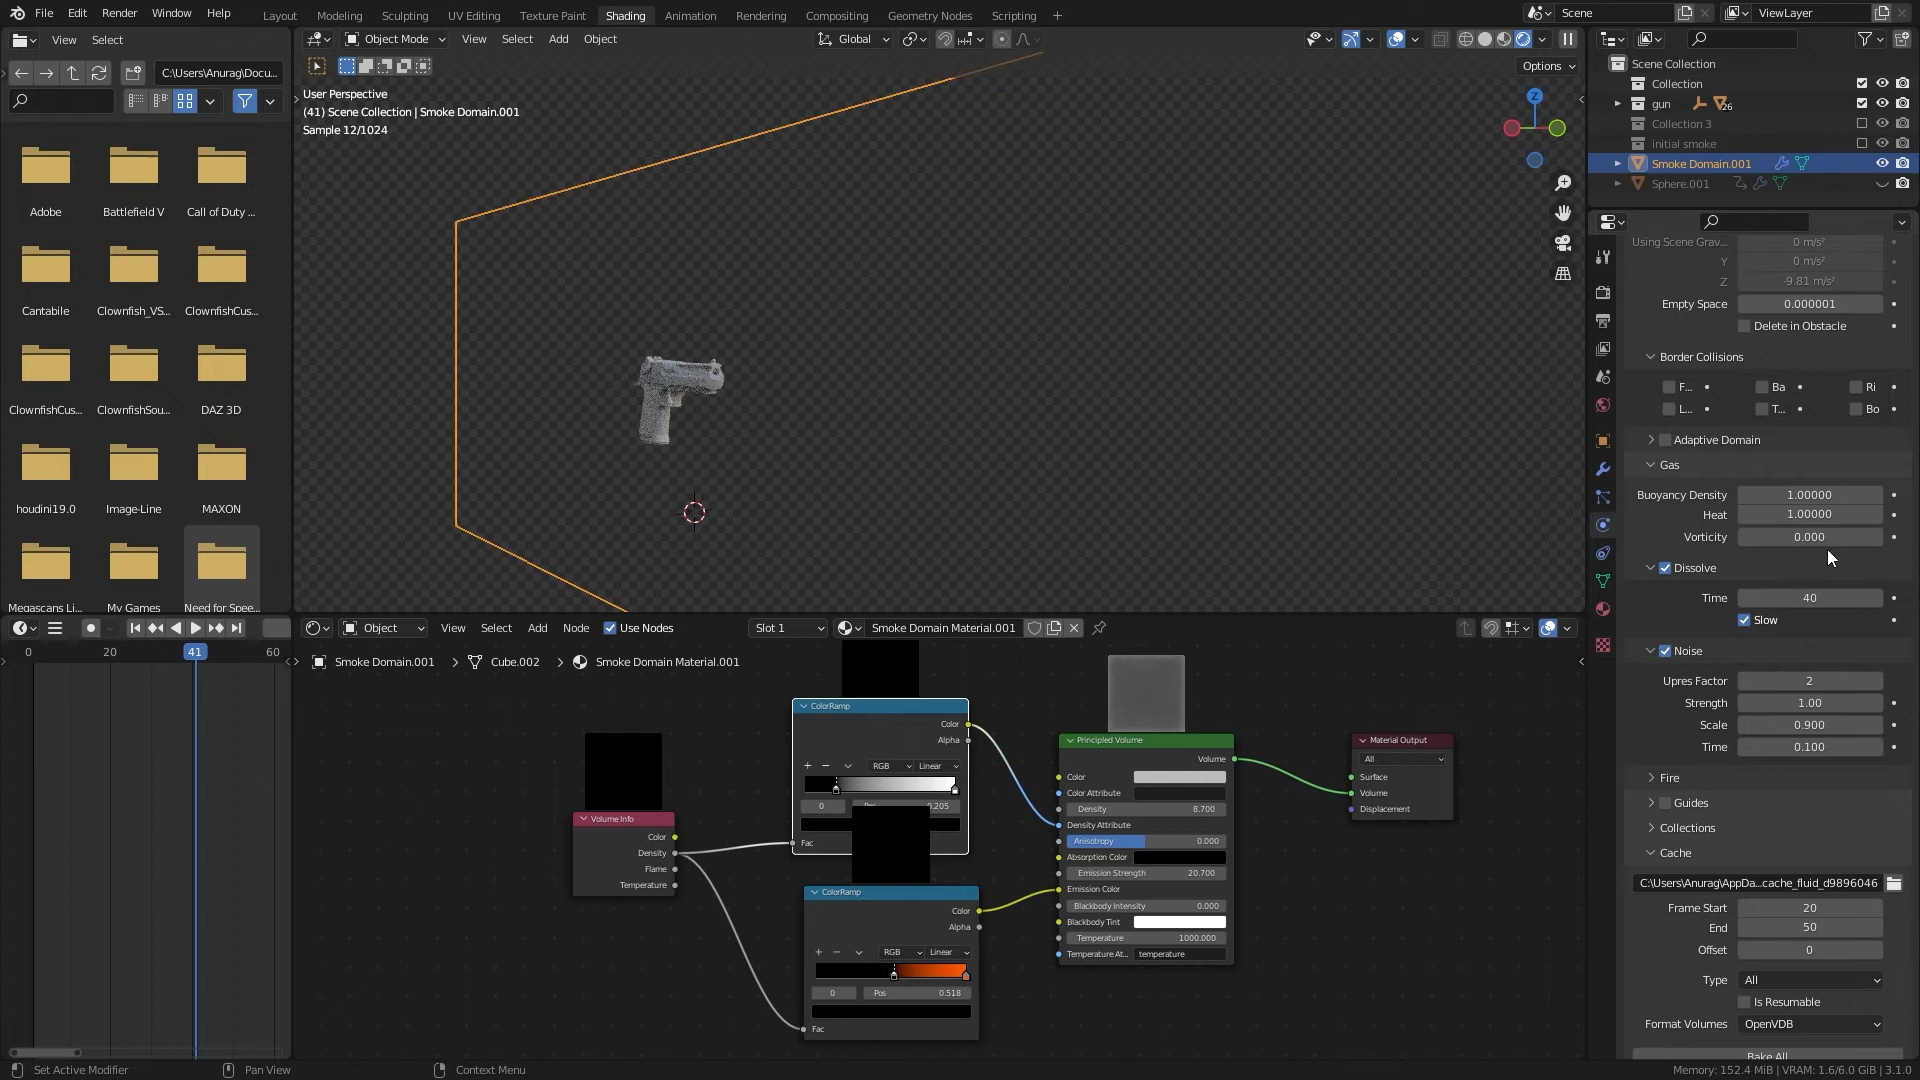 File Edit Render Window Help
Layout Modeling Sculpting UV Editing Texture Paint Shading Animation Rendering Compositing Geometry Nodes Scripting
Scene
ViewLayer
View Select
Object Mode View Select Add Object
Global
C:\Users\Anurag\Docu...
Options
User Perspective
(41) Scene Collection | Smoke Domain.001
Sample 12/1024
Z
Adobe
Battlefield V
Call of Duty ...
Cantabile
Clownfish_VS...
ClownfishCus...
ClownfishCus...
ClownfishSou...
DAZ 3D
houdini19.0
Image-Line
MAXON
Megascans Li...
My Games
Need for Spee...
Scene Collection
Collection
gun
26
Collection 3
initial smoke
Smoke Domain.001
Sphere.001
Using Scene Grav... 0 m/s²
Y 0 m/s²
Z -9.81 m/s²
Empty Space 0.000001
Delete in Obstacle
Border Collisions
F... Ba Ri
L... T... Bo
Adaptive Domain
Gas
Buoyancy Density 1.00000
Heat 1.00000
Vorticity 0.000
Dissolve
Time 40
Slow
Noise
Upres Factor 2
Strength 1.00
Scale 0.900
Time 0.100
Fire
Guides
Collections
Cache
C:\Users\Anurag\AppDa...cache_fluid_d9896046
Frame Start 20
End 50
Offset 0
Type All
Is Resumable
Format Volumes OpenVDB
Bake All
0 20 41 60
Object View Select Add Node Use Nodes
Slot 1
Smoke Domain Material.001
Smoke Domain.001 > Cube.002 > Smoke Domain Material.001
Volume Info
Color
Density
Flame
Temperature
ColorRamp
Color
Alpha
RGB Linear
0 0.205
Fac
ColorRamp
Color
Alpha
RGB Linear
0 Pos 0.518
Fac
Principled Volume
Volume
Color
Color Attribute
Density 8.700
Density Attribute
Anisotropy 0.000
Absorption Color
Emission Strength 20.700
Emission Color
Blackbody Intensity 0.000
Blackbody Tint
Temperature 1000.000
Temperature At... temperature
Material Output
All
Surface
Volume
Displacement
Set Active Modifier Pan View Context Menu
Memory: 152.4 MiB | VRAM: 1.6/6.0 GiB | 3.1.0